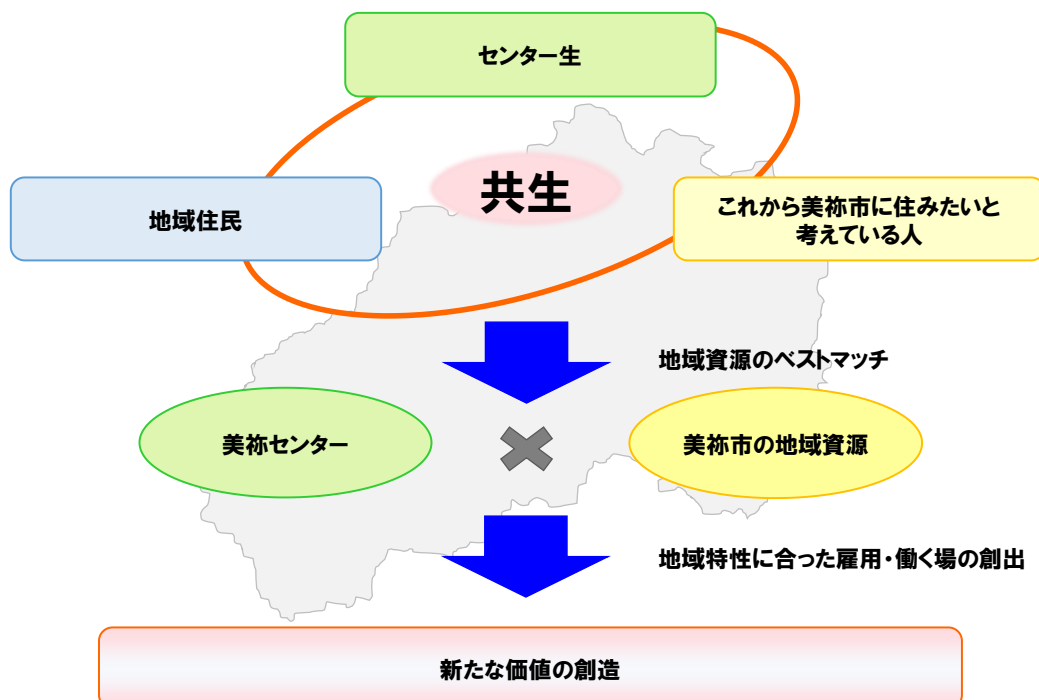 センター生
共生
地域住民
これから美祢市に住みたいと
考えている人
地域資源のベストマッチ
美祢センター
美祢市の地域資源
地域特性に合った雇用・働く場の創出
新たな価値の創造